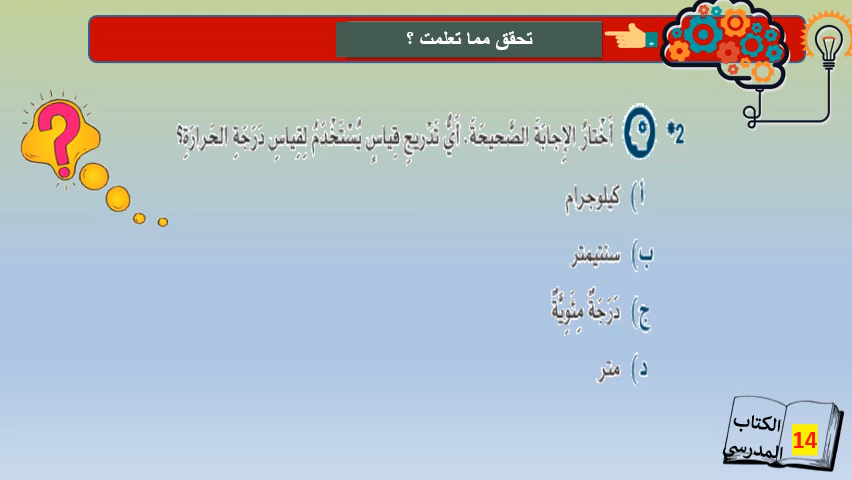 تحقق مما تعلمت ؟
2* أَخْتارُ الإِجابَةَ الصَّحيحَةَ. أَيُّ تَدْريجِ قِياسٍ يُسْتَخْدَمُ لِقِياسِ دَرَجَةِ الحَرارَةِ؟
أ) كيلوجرام
ب) سنتيمتر
ج) دَرَجَةٌ مِئَوِيَّةٌ
د) متر
الكتاب
المدرسي
14